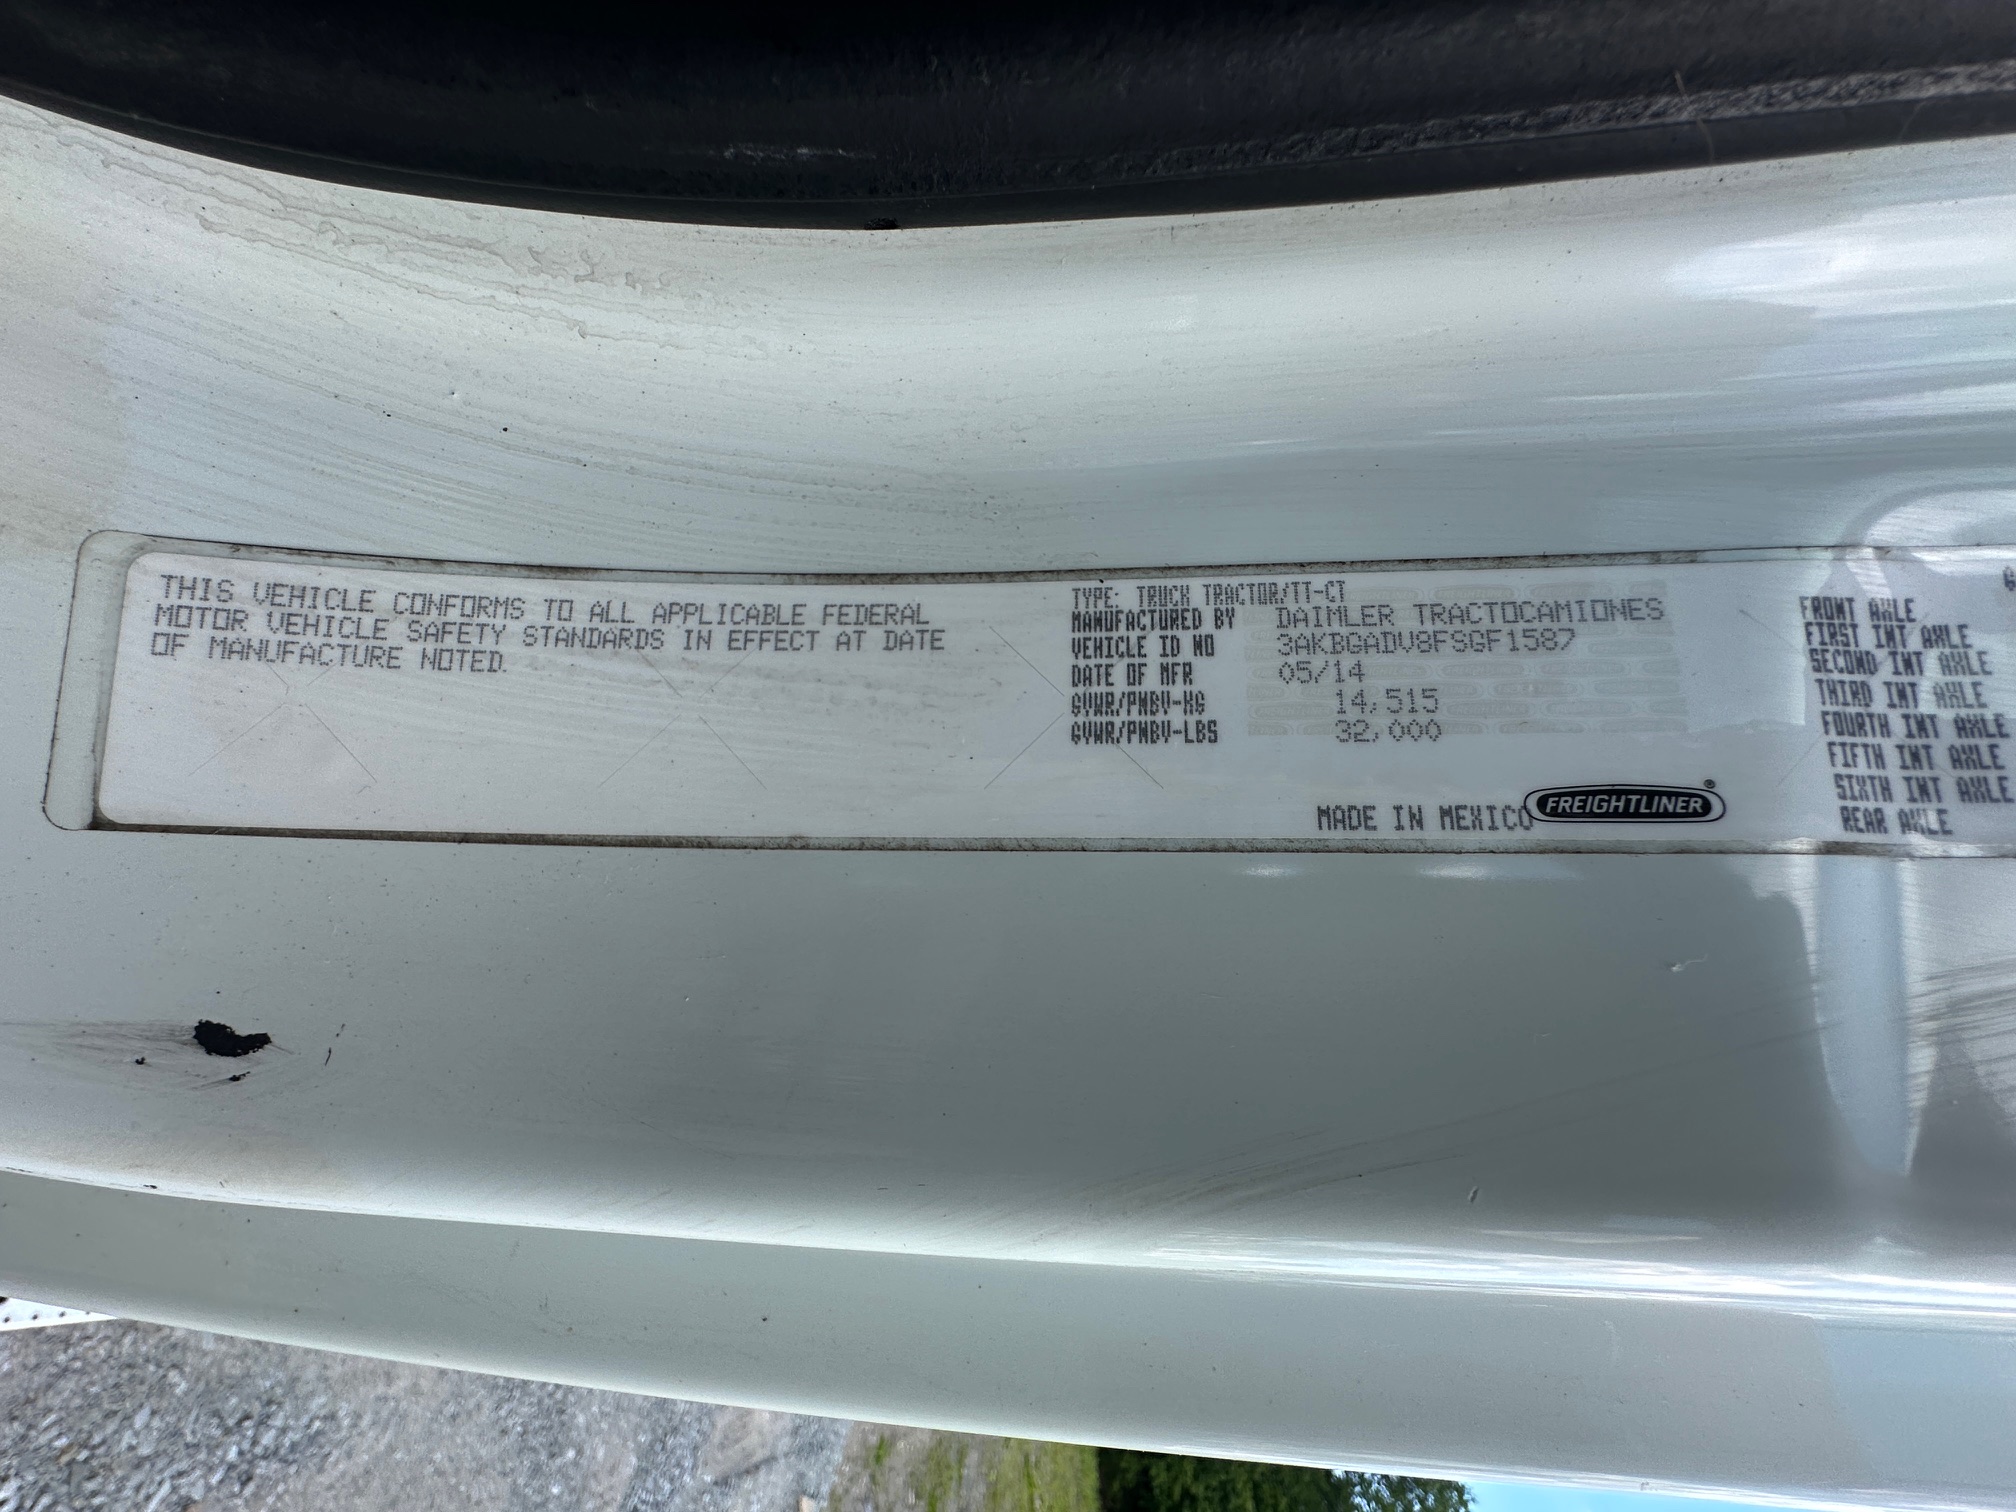 THIS VEHICLE CONFORMS TO ALL APPLICABLE FEDERAL
MOTOR VEHICLE SAFETY STANDARDS IN EFFECT AT DATE
OF MANUFACTURE NOTED.
TYPE: TRUCK TRACTOR/TT-CT
MANUFACTURED BY DAIMLER TRACTOCAMIONES
VEHICLE ID NO 3AKBGADV8FSGF1587
DATE OF MFR 05/14
GVWR/PNBV-KG 14,515
GVWR/PNBV-LBS 32,000
MADE IN MEXICO FREIGHTLINER®
FRONT AXLE
FIRST INT AXLE
SECOND INT AXLE
THIRD INT AXLE
FOURTH INT AXLE
FIFTH INT AXLE
SIXTH INT AXLE
REAR AXLE